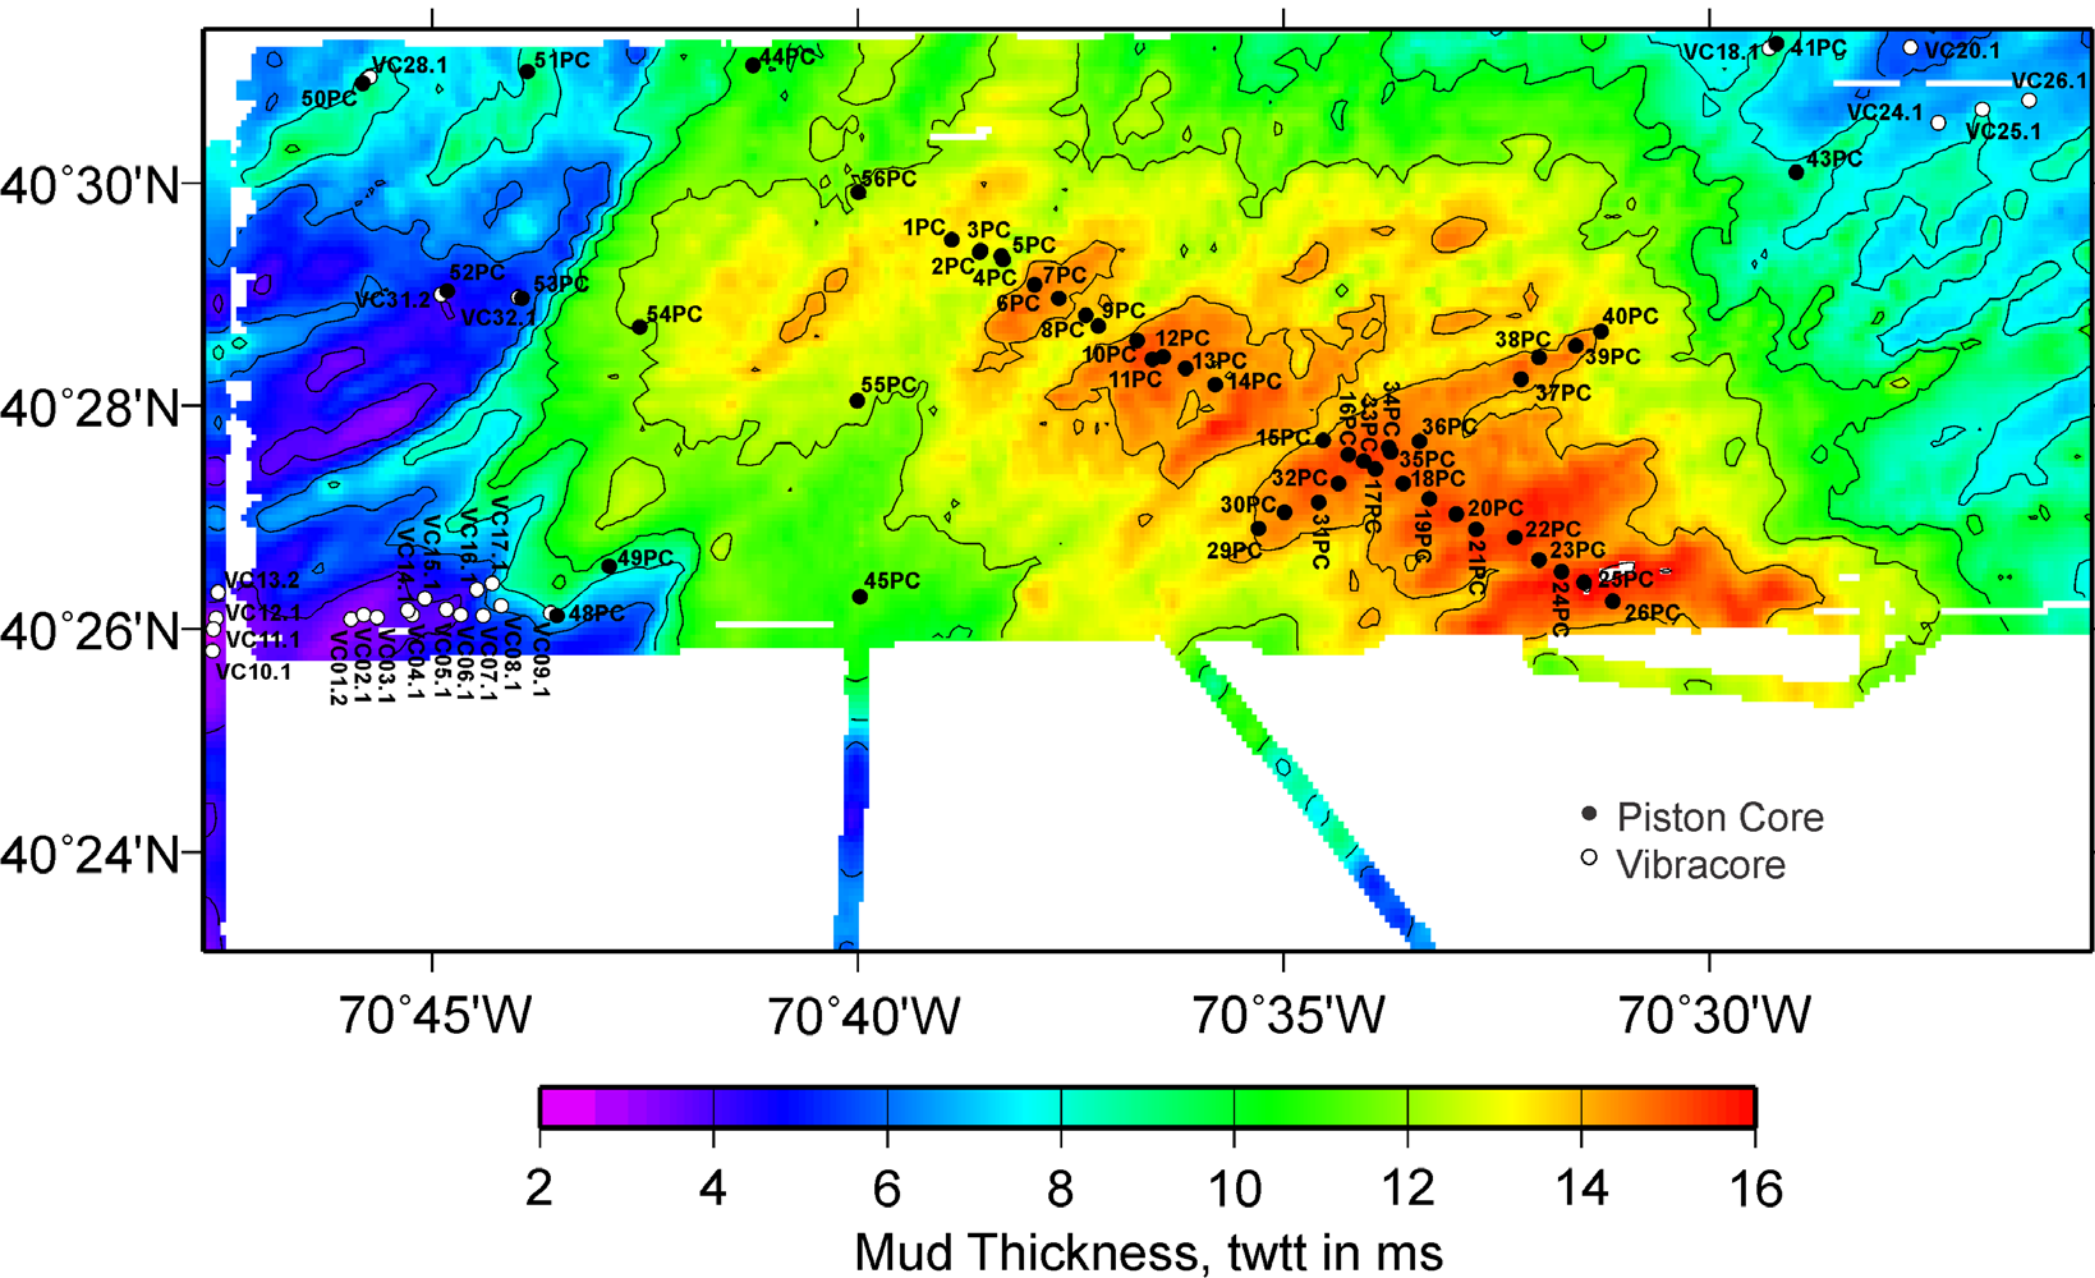 VC28.1
50PC
51PC
44PC
VC18.1
41PC
VC20.1
VC26.1
VC24.1
VC25.1
43PC
40°30'N
56PC
1PC
3PC
5PC
2PC
4PC
7PC
6PC
8PC
9PC
52PC
53PC
VC31.2
VC32.1
54PC
10PC
12PC
11PC
13PC
14PC
38PC
40PC
39PC
37PC
40°28'N
55PC
15PC
16PC
33PC
34PC
36PC
35PC
32PC
17PC
18PC
30PC
31PC
29PC
19PC
20PC
21PC
22PC
23PC
24PC
25PC
26PC
VC14.1
VC15.1
VC16.1
VC17.1
49PC
45PC
48PC
VC13.2
VC12.1
40°26'N
VC11.1
VC10.1
VC01.2
VC02.1
VC03.1
VC04.1
VC05.1
VC06.1
VC07.1
VC08.1
VC09.1
Piston Core
Vibracore
40°24'N
70°45'W
70°40'W
70°35'W
70°30'W
2 4 6 8 10 12 14 16
Mud Thickness, twtt in ms